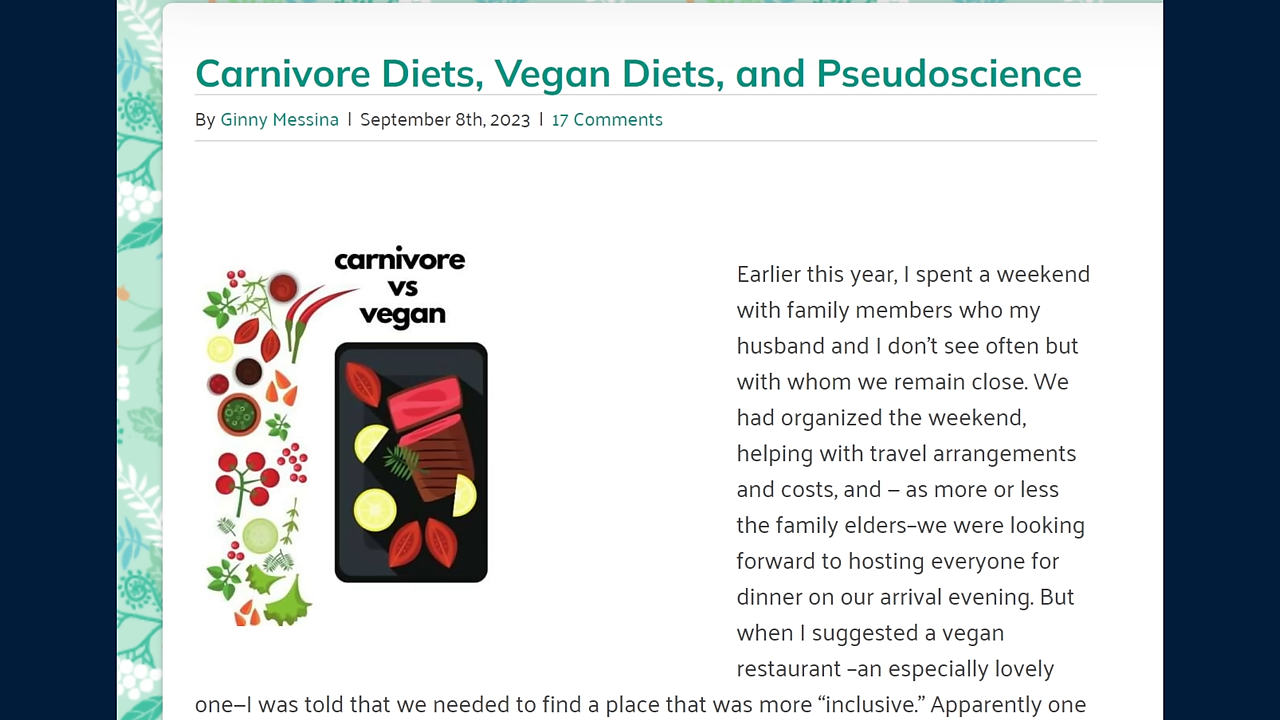 Carnivore Diets, Vegan Diets, and Pseudoscience
By Ginny Messina | September 8th, 2023 | 17 Comments
carnivore
vs
vegan
Earlier this year, I spent a weekend
with family members who my
husband and I don’t see often but
with whom we remain close. We
had organized the weekend,
helping with travel arrangements
and costs, and – as more or less
the family elders–we were looking
forward to hosting everyone for
dinner on our arrival evening. But
when I suggested a vegan
restaurant –an especially lovely
one—I was told that we needed to find a place that was more “inclusive.” Apparently one